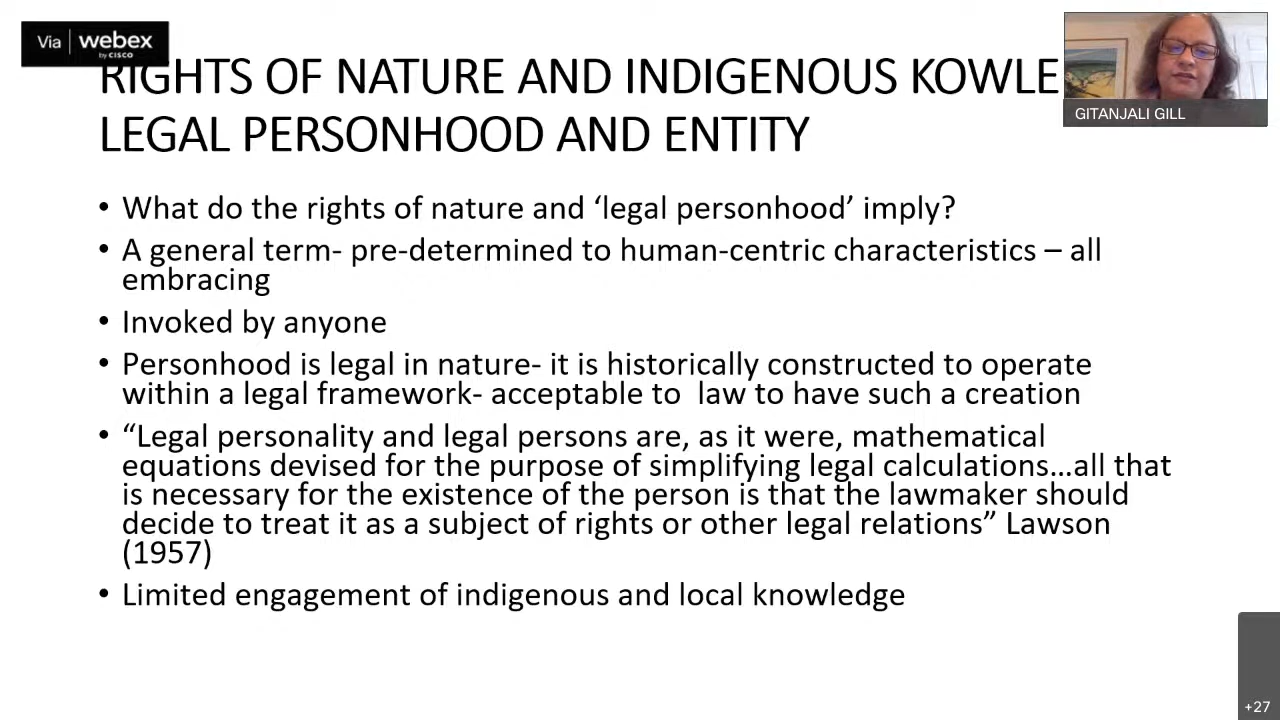 Via webex
by CISCO
RIGHTS OF NATURE AND INDIGENOUS KOWLE
LEGAL PERSONHOOD AND ENTITY
GITANJALI GILL
• What do the rights of nature and ‘legal personhood’ imply?
• A general term- pre-determined to human-centric characteristics – all
embracing
• Invoked by anyone
• Personhood is legal in nature- it is historically constructed to operate
within a legal framework- acceptable to  law to have such a creation
• “Legal personality and legal persons are, as it were, mathematical
equations devised for the purpose of simplifying legal calculations…all that
is necessary for the existence of the person is that the lawmaker should
decide to treat it as a subject of rights or other legal relations” Lawson
(1957)
• Limited engagement of indigenous and local knowledge
+27